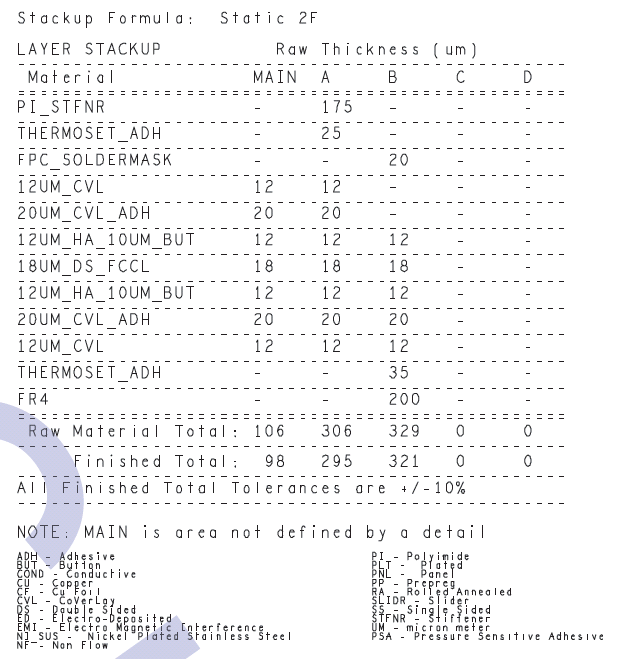 Stackup Formula: Static 2F
LAYER STACKUP Raw Thickness (um)
Material MAIN A B C D
PI_STFNR - 175 - - -
THERMOSET_ADH - 25 - - -
FPC_SOLDERMASK - - 20 - -
12UM_CVL 12 12 - - -
20UM_CVL_ADH 20 20 - - -
12UM_HA_10UM_BUT 12 12 12 - -
18UM_DS_FCCL 18 18 18 - -
12UM_HA_10UM_BUT 12 12 12 - -
20UM_CVL_ADH 20 20 20 - -
12UM_CVL 12 12 12 - -
THERMOSET_ADH - - 35 - -
FR4 - - 200 - -
Raw Material Total: 106 306 329 0 0
Finished Total: 98 295 321 0 0
All Finished Total Tolerances are +/-10%
NOTE: MAIN is area not defined by a detail
ADH - Adhesive
BUT - Button
COND - Conductive
CU - Copper
CF - Cu Foil
CVL - CoVerLay
DS - Double Sided
ED - Electro-Deposited
EMI - Electro Magnetic Interference
NI_SUS - Nickel Plated Stainless Steel
NF - Non Flow
PI - Polyimide
PLT - Plated
PNL - Panel
PP - Prepreg
RA - Rolled Annealed
SLIDR - Slider
SS - Single Sided
STFNR - Stiffener
UM - micron meter
PSA - Pressure Sensitive Adhesive